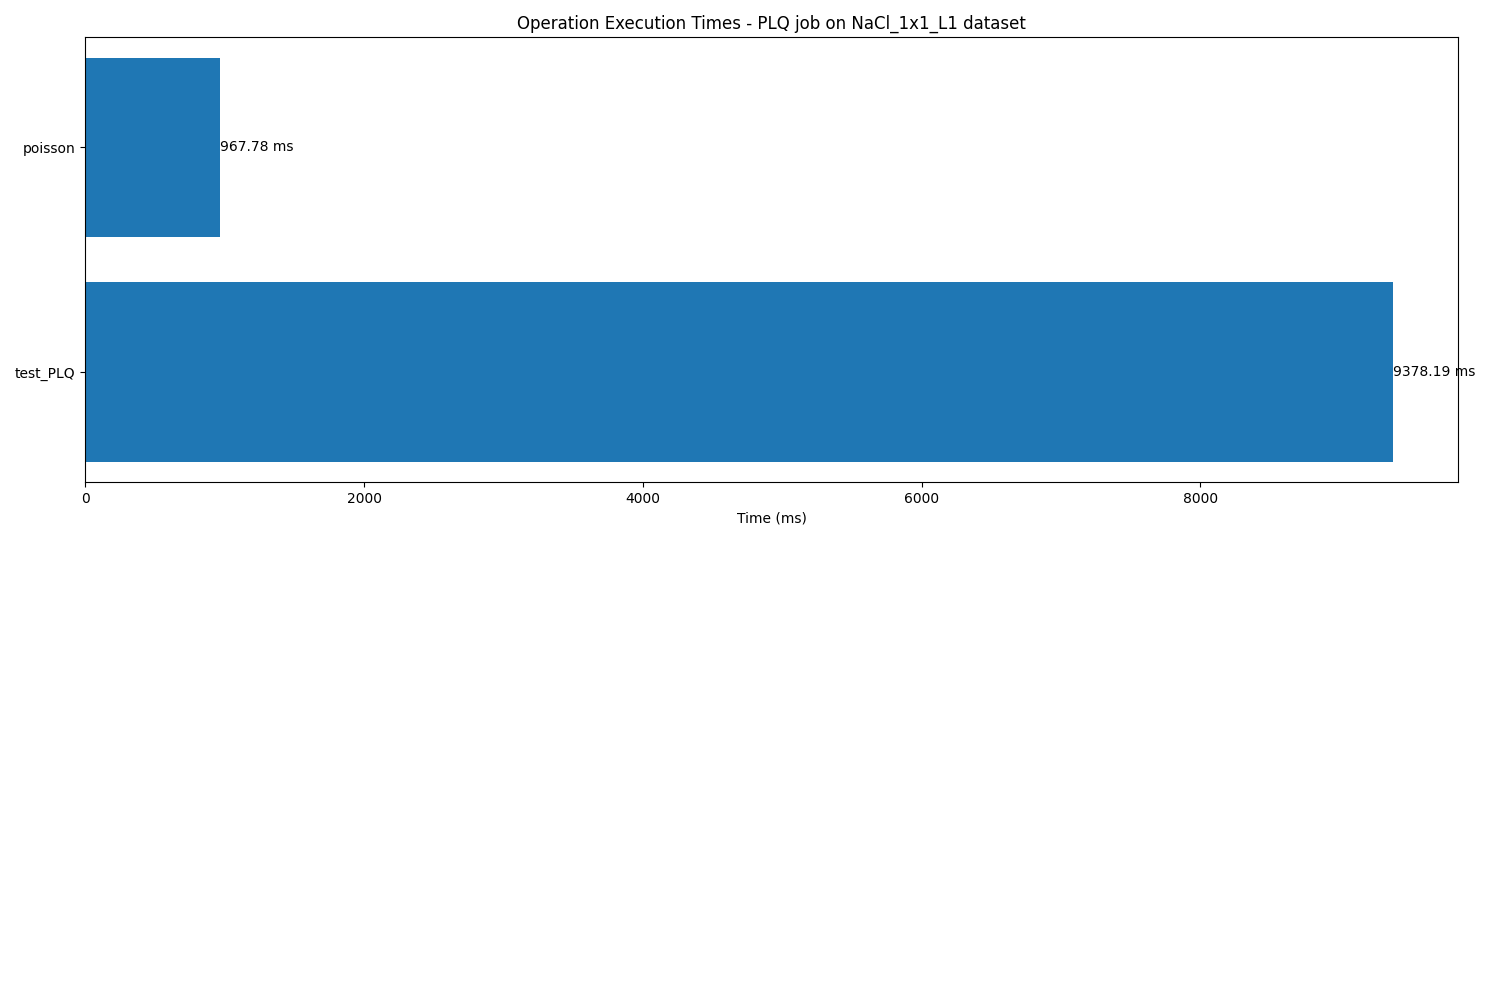 Operation Execution Times - PLQ job on NaCl_1x1_L1 dataset
poisson
967.78 ms
test_PLQ
9378.19 ms
0
2000
4000
6000
8000
Time (ms)